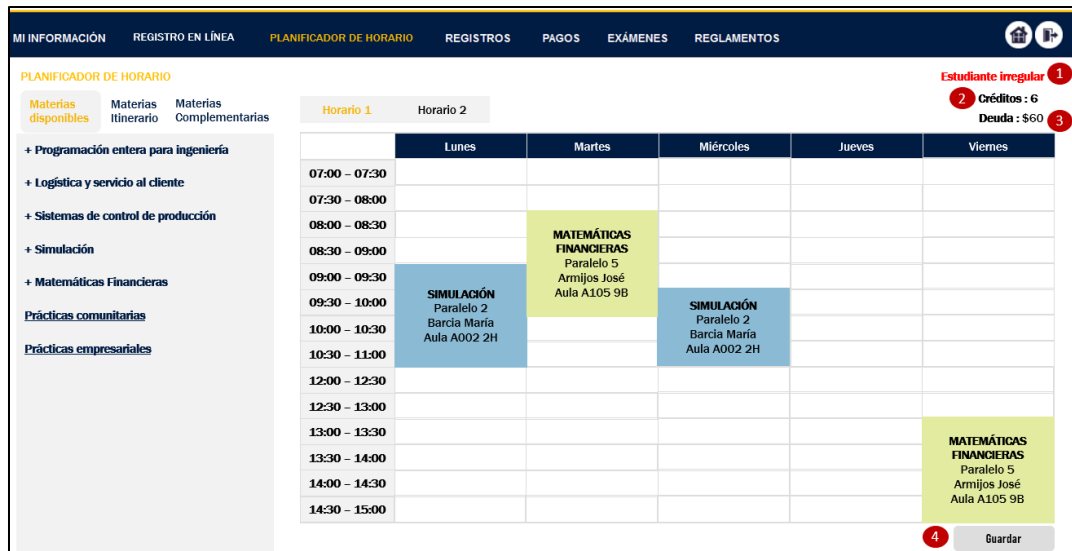 MI INFORMACIÓN REGISTRO EN LÍNEA PLANIFICADOR DE HORARIO REGISTROS PAGOS EXÁMENES REGLAMENTOS
PLANIFICADOR DE HORARIO
Estudiante irregular 1
2 Créditos : 6
Deuda : $60 3
Materias disponibles
Materias Itinerario
Materias Complementarias
Horario 1 Horario 2
+ Programación entera para ingeniería
+ Logística y servicio al cliente
+ Sistemas de control de producción
+ Simulación
+ Matemáticas Financieras
Prácticas comunitarias
Prácticas empresariales
Lunes Martes Miércoles Jueves Viernes
07:00 – 07:30
07:30 – 08:00
08:00 – 08:30
08:30 – 09:00
09:00 – 09:30
09:30 – 10:00
10:00 – 10:30
10:30 – 11:00
12:00 – 12:30
12:30 – 13:00
13:00 – 13:30
13:30 – 14:00
14:00 – 14:30
14:30 – 15:00
SIMULACIÓN
Paralelo 2
Barcia María
Aula A002 2H
MATEMÁTICAS
FINANCIERAS
Paralelo 5
Armijos José
Aula A105 9B
SIMULACIÓN
Paralelo 2
Barcia María
Aula A002 2H
MATEMÁTICAS
FINANCIERAS
Paralelo 5
Armijos José
Aula A105 9B
4 Guardar